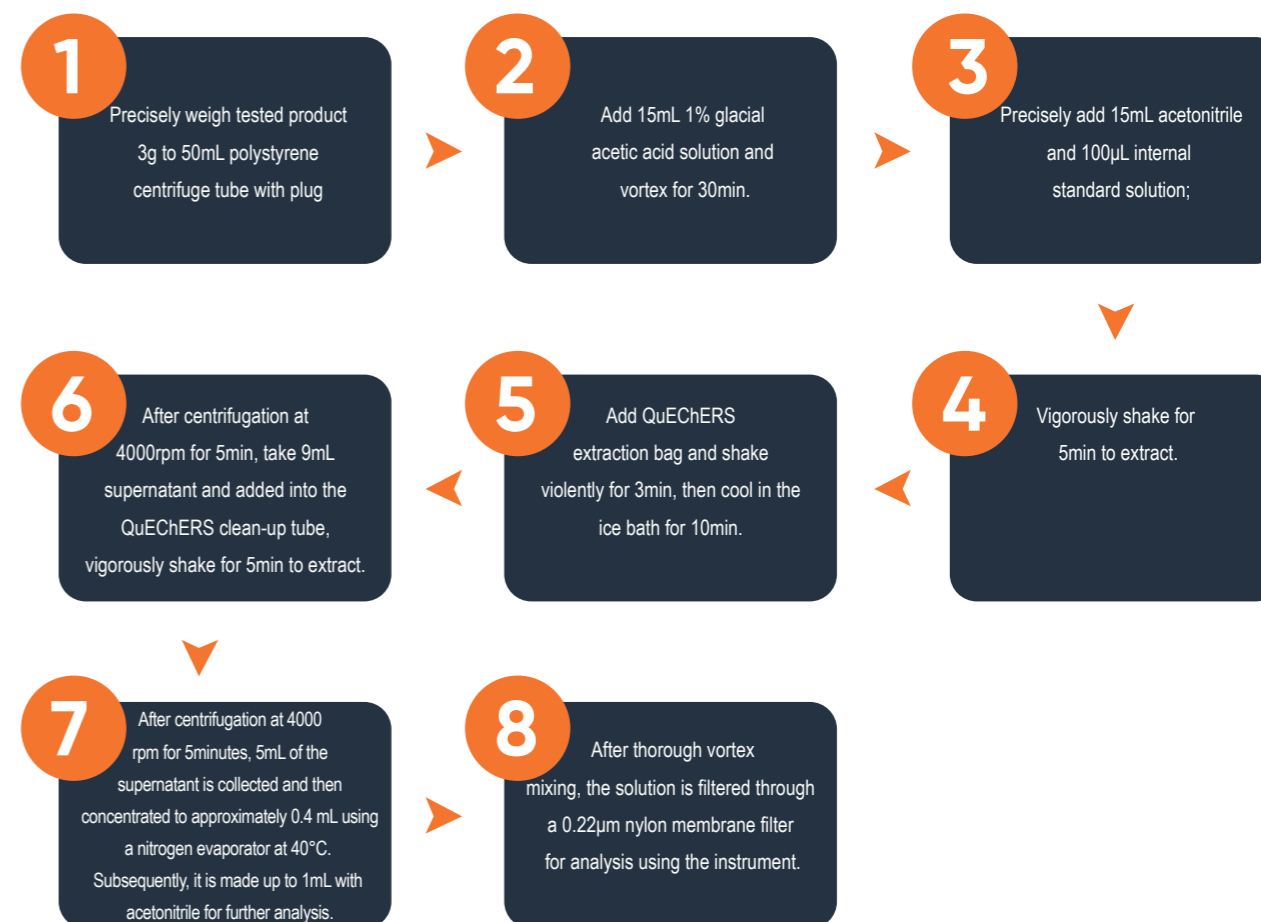 1
Precisely weigh tested product
3g to 50mL polystyrene
centrifuge tube with plug
2
Add 15mL 1% glacial
acetic acid solution and
vortex for 30min.
3
Precisely add 15mL acetonitrile
and 100µL internal
standard solution;
4
Vigorously shake for
5min to extract.
5
Add QuEChERS
extraction bag and shake
violently for 3min, then cool in the
ice bath for 10min.
6
After centrifugation at
4000rpm for 5min, take 9mL
supernatant and added into the
QuEChERS clean-up tube,
vigorously shake for 5min to extract.
7
After centrifugation at 4000
rpm for 5minutes, 5mL of the
supernatant is collected and then
concentrated to approximately 0.4 mL using
a nitrogen evaporator at 40°C.
Subsequently, it is made up to 1mL with
acetonitrile for further analysis.
8
After thorough vortex
mixing, the solution is filtered through
a 0.22µm nylon membrane filter
for analysis using the instrument.